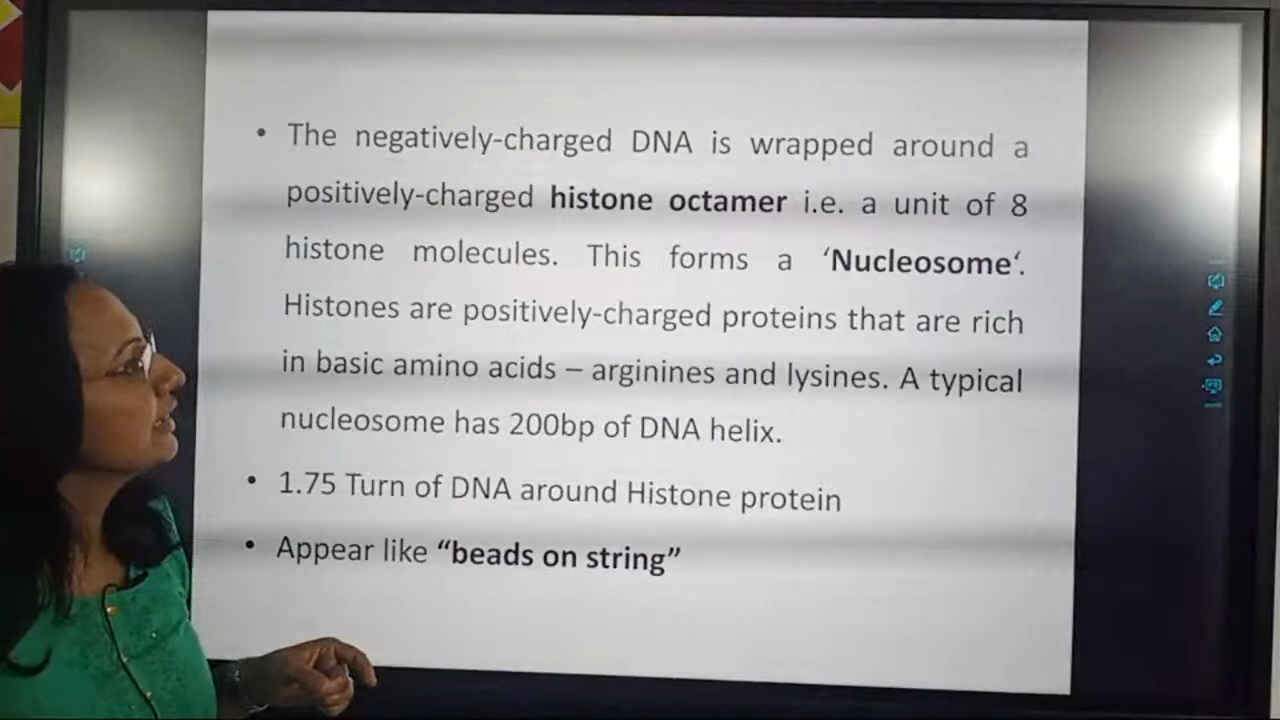 • The negatively-charged DNA is wrapped around a
positively-charged histone octamer i.e. a unit of 8
histone molecules. This forms a ‘Nucleosome‘.
Histones are positively-charged proteins that are rich
in basic amino acids – arginines and lysines. A typical
nucleosome has 200bp of DNA helix.
• 1.75 Turn of DNA around Histone protein
• Appear like “beads on string”